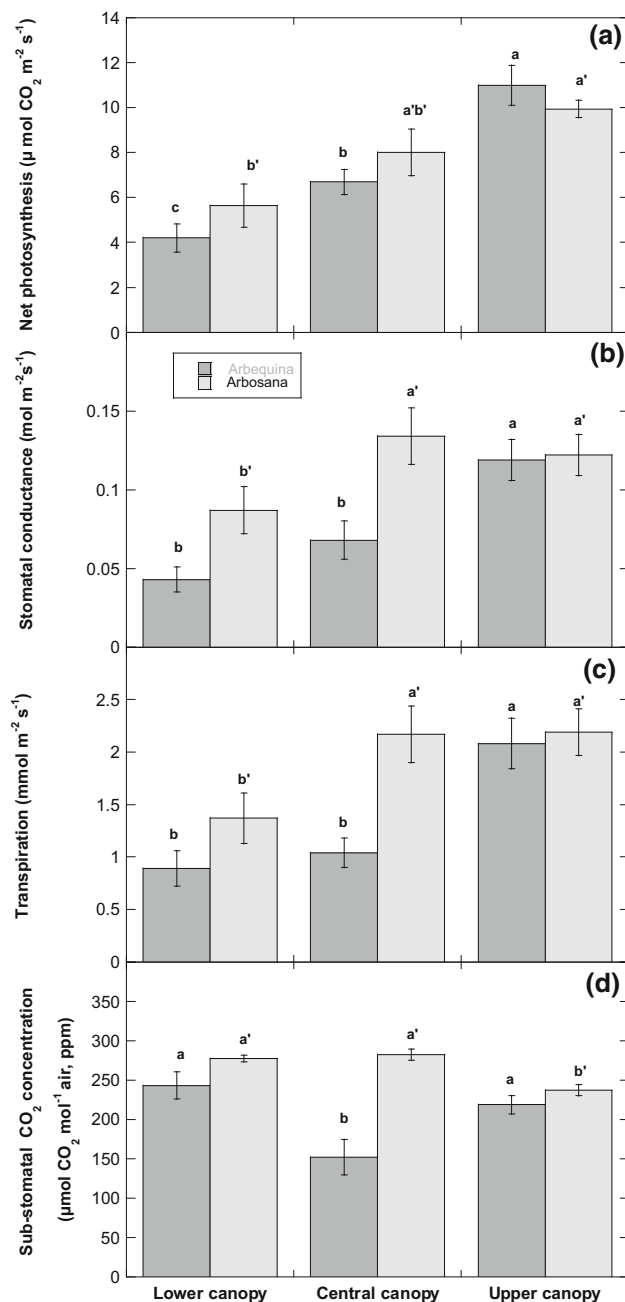 (a)
Net photosynthesis (µ mol CO₂ m⁻² s⁻¹)
14
12
10
8
6
4
2
0
c
b'
b
a'b'
a
a'
(b)
Stomatal conductance (mol m⁻²s⁻¹)
Arbequina
Arbosana
0.15
0.1
0.05
0
b
b'
b
a'
a
a'
(c)
Transpiration (mmol m⁻² s⁻¹)
2.5
2
1.5
1
0.5
0
b
b'
b
a'
a
a'
(d)
Sub-stomatal CO₂ concentration
(µmol CO₂ mol⁻¹ air, ppm)
350
300
250
200
150
100
50
0
a
a'
b
a'
a
b'
Lower canopy Central canopy Upper canopy